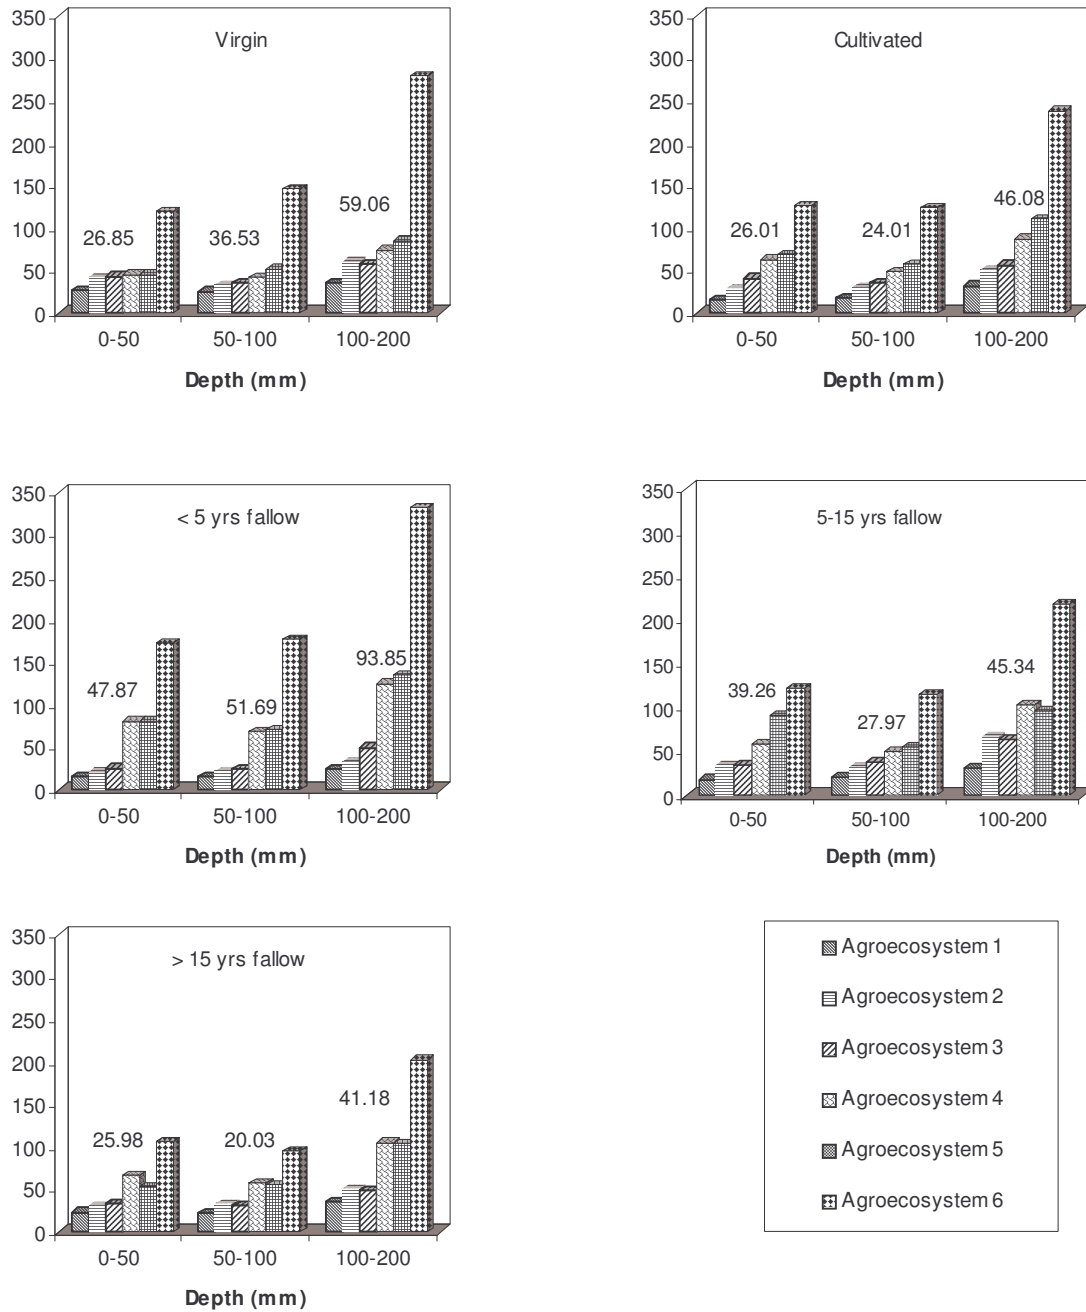 Virgin
350
300
250
200
150
100
50
0
26.85
36.53
59.06
0-50 50-100 100-200
Depth (mm)
Cultivated
350
300
250
200
150
100
50
0
26.01
24.01
46.08
0-50 50-100 100-200
Depth (mm)
< 5 yrs fallow
350
300
250
200
150
100
50
0
47.87
51.69
93.85
0-50 50-100 100-200
Depth (mm)
5-15 yrs fallow
350
300
250
200
150
100
50
0
39.26
27.97
45.34
0-50 50-100 100-200
Depth (mm)
> 15 yrs fallow
350
300
250
200
150
100
50
0
25.98
20.03
41.18
0-50 50-100 100-200
Depth (mm)
Agroecosystem 1
Agroecosystem 2
Agroecosystem 3
Agroecosystem 4
Agroecosystem 5
Agroecosystem 6